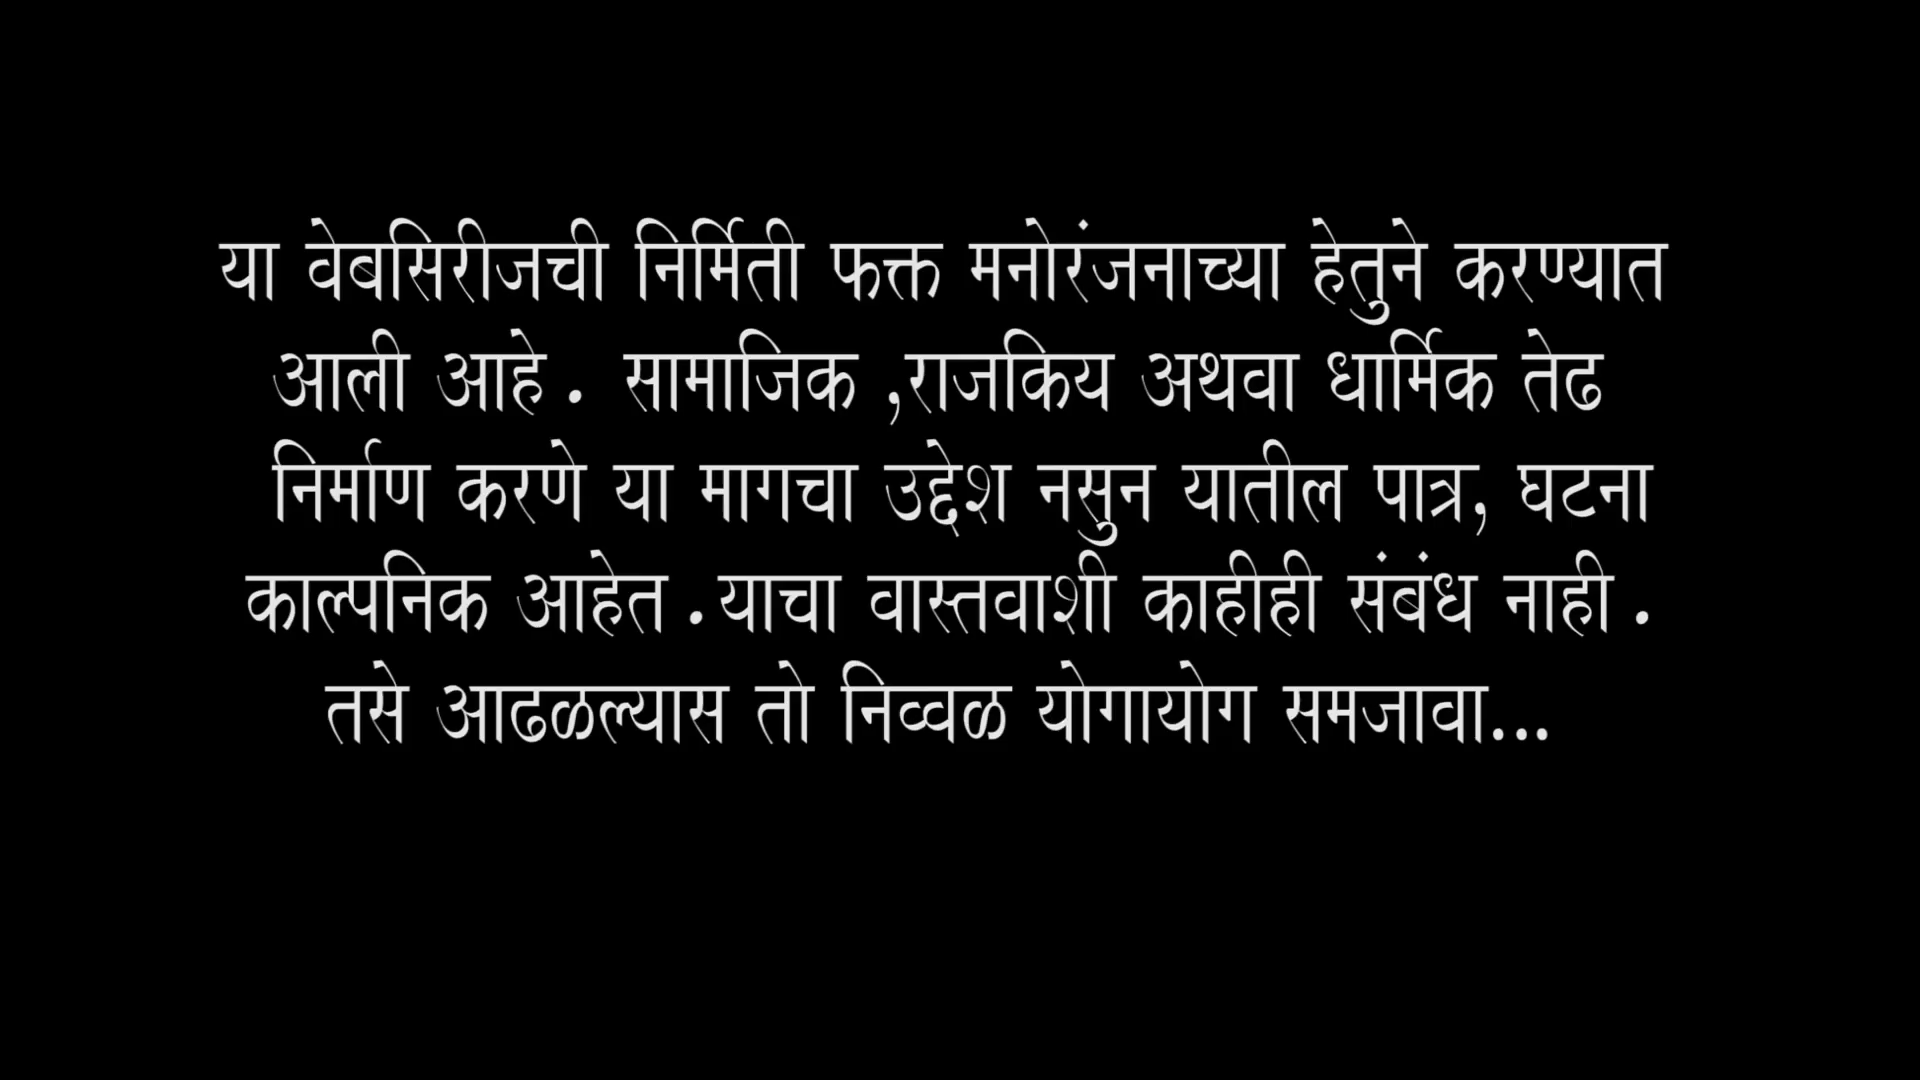 या वेबसिरीजची निर्मिती फक्त मनोरंजनाच्या हेतुने करण्यात
आली आहे . सामाजिक ,राजकिय अथवा धार्मिक तेढ
निर्माण करणे या मागचा उद्देश नसुन यातील पात्र, घटना
काल्पनिक आहेत .याचा वास्तवाशी काहीही संबंध नाही .
तसे आढळल्यास तो निव्वळ योगायोग समजावा...